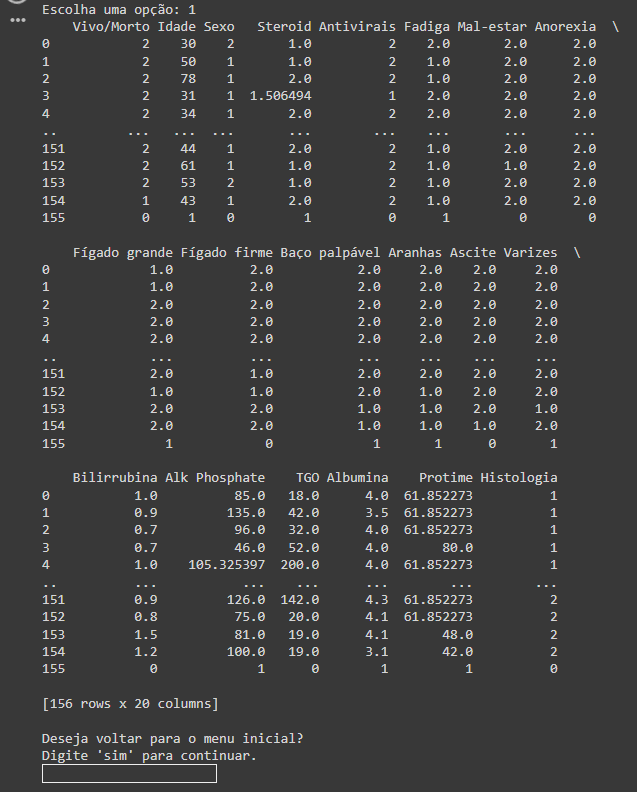 Escolha uma opção: 1
Vivo/Morto Idade Sexo Steroid Antivirais Fadiga Mal-estar Anorexia \
0 2 30 2 1.0 2 2.0 2.0 2.0
1 2 50 1 1.0 2 1.0 2.0 2.0
2 2 78 1 2.0 2 1.0 2.0 2.0
3 2 31 1 1.506494 1 2.0 2.0 2.0
4 2 34 1 2.0 2 2.0 2.0 2.0
.. ... ... ... ... ... ... ... ...
151 2 44 1 2.0 2 1.0 2.0 2.0
152 2 61 1 1.0 2 1.0 1.0 2.0
153 2 53 2 1.0 2 1.0 2.0 2.0
154 1 43 1 2.0 2 1.0 2.0 2.0
155 0 1 0 1 0 1 0 0
Fígado grande Fígado firme Baço palpável Aranhas Ascite Varizes \
0 1.0 2.0 2.0 2.0 2.0 2.0
1 1.0 2.0 2.0 2.0 2.0 2.0
2 2.0 2.0 2.0 2.0 2.0 2.0
3 2.0 2.0 2.0 2.0 2.0 2.0
4 2.0 2.0 2.0 2.0 2.0 2.0
.. ... ... ... ... ... ...
151 2.0 1.0 2.0 2.0 2.0 2.0
152 1.0 1.0 2.0 1.0 2.0 2.0
153 2.0 2.0 1.0 1.0 2.0 1.0
154 2.0 2.0 1.0 1.0 1.0 2.0
155 1 0 1 1 0 1
Bilirrubina Alk Phosphate TGO Albumina Protime Histologia
0 1.0 85.0 18.0 4.0 61.852273 1
1 0.9 135.0 42.0 3.5 61.852273 1
2 0.7 96.0 32.0 4.0 61.852273 1
3 0.7 46.0 52.0 4.0 80.0 1
4 1.0 105.325397 200.0 4.0 61.852273 1
.. ... ... ... ... ... ...
151 0.9 126.0 142.0 4.3 61.852273 2
152 0.8 75.0 20.0 4.1 61.852273 2
153 1.5 81.0 19.0 4.1 48.0 2
154 1.2 100.0 19.0 3.1 42.0 2
155 0 1 0 1 1 0
[156 rows x 20 columns]
Deseja voltar para o menu inicial?
Digite 'sim' para continuar.